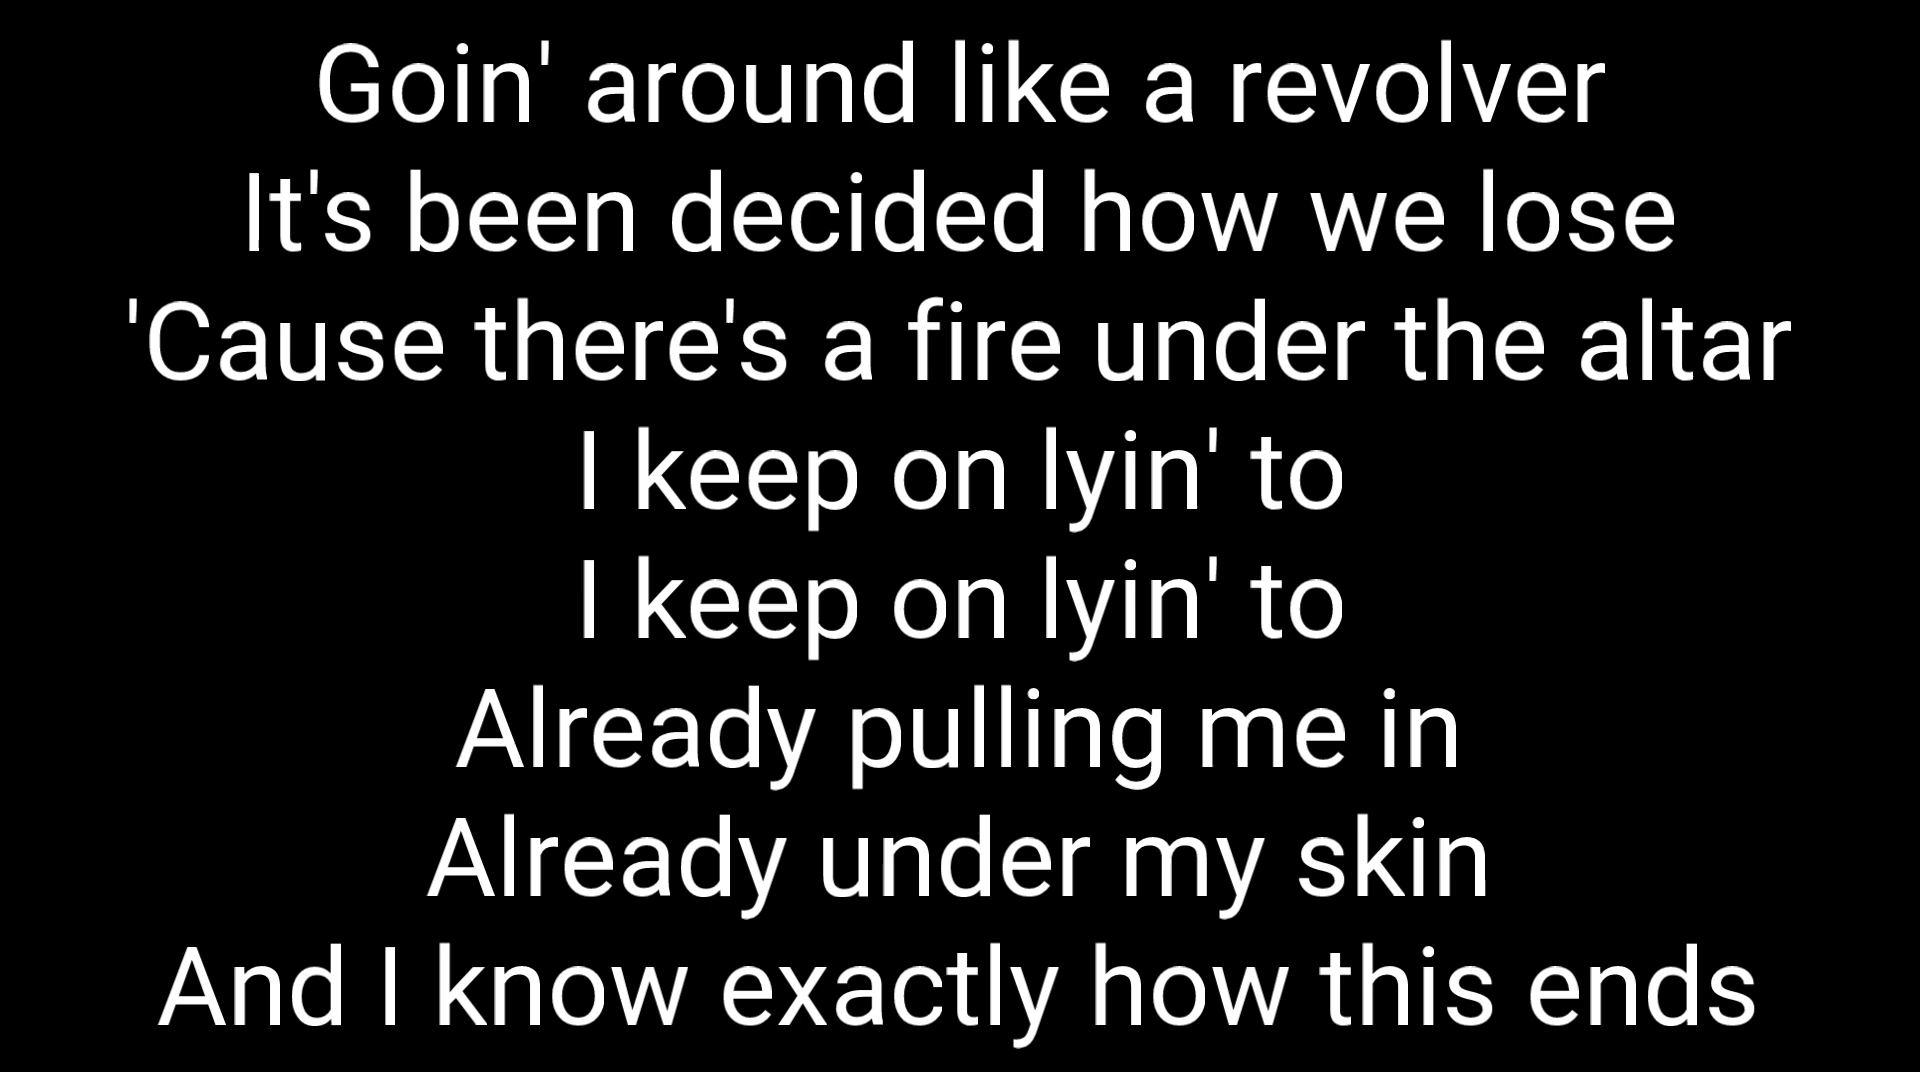 Goin' around like a revolver
It's been decided how we lose
'Cause there's a fire under the altar
I keep on lyin' to
I keep on lyin' to
Already pulling me in
Already under my skin
And I know exactly how this ends